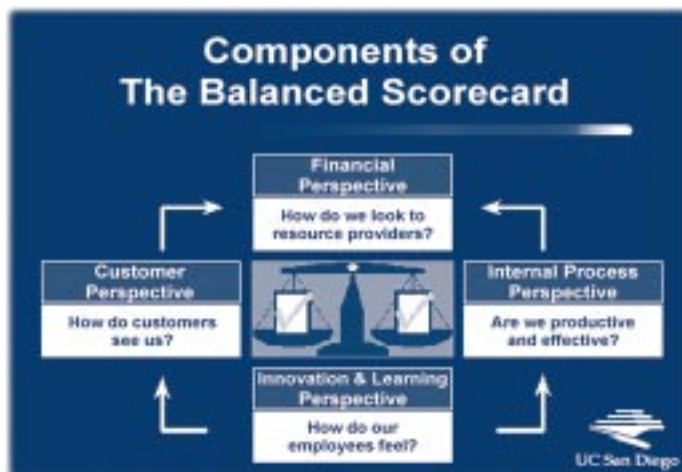 Components of
The Balanced Scorecard
Financial
Perspective
How do we look to
resource providers?
Customer
Perspective
How do customers
see us?
Internal Process
Perspective
Are we productive
and effective?
Innovation & Learning
Perspective
How do our
employees feel?
UC San Diego